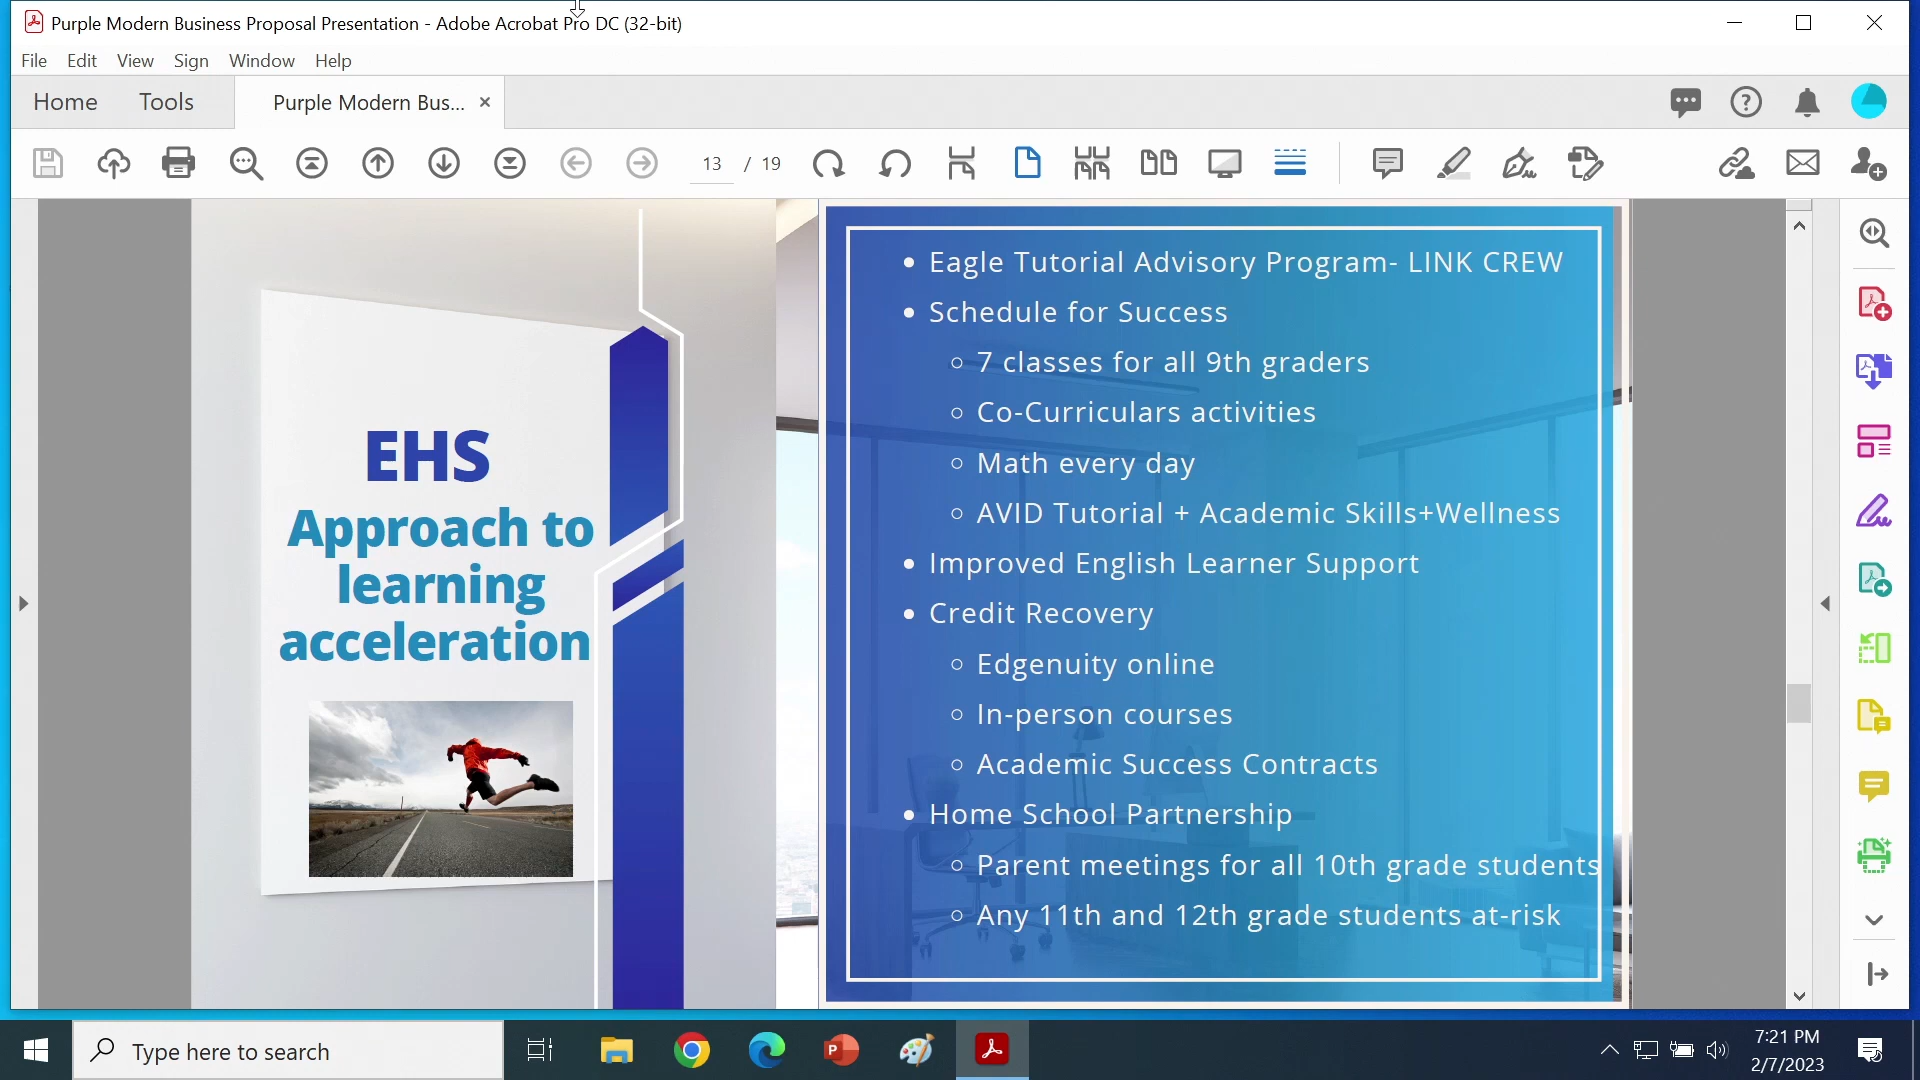 Purple Modern Business Proposal Presentation - Adobe Acrobat Pro DC (32-bit)
File Edit View Sign Window Help
Home Tools Purple Modern Bus... ×
13 / 19
EHS
Approach to
learning
acceleration
• Eagle Tutorial Advisory Program- LINK CREW
• Schedule for Success
◦ 7 classes for all 9th graders
◦ Co-Curriculars activities
◦ Math every day
◦ AVID Tutorial + Academic Skills+Wellness
• Improved English Learner Support
• Credit Recovery
◦ Edgenuity online
◦ In-person courses
◦ Academic Success Contracts
• Home School Partnership
◦ Parent meetings for all 10th grade students
◦ Any 11th and 12th grade students at-risk
Type here to search
7:21 PM
2/7/2023